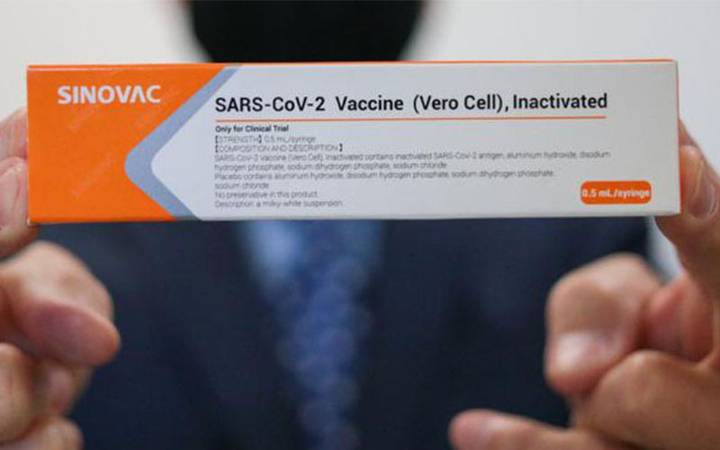 SINOVAC
SARS-CoV-2 Vaccine (Vero Cell), Inactivated
Only for Clinical Trial
【STRENGTH】0.5 mL/syringe
【COMPOSITION AND DESCRIPTION】
SARS-CoV-2 Vaccine (Vero Cell), Inactivated contains inactivated SARS-CoV-2 antigen, aluminum hydroxide, disodium
hydrogen phosphate, sodium dihydrogen phosphate, sodium chloride.
Placebo contains aluminum hydroxide, disodium hydrogen phosphate, sodium dihydrogen phosphate,
sodium chloride
No preservative in this product.
Description: a milky-white suspension.
0.5 mL/syringe